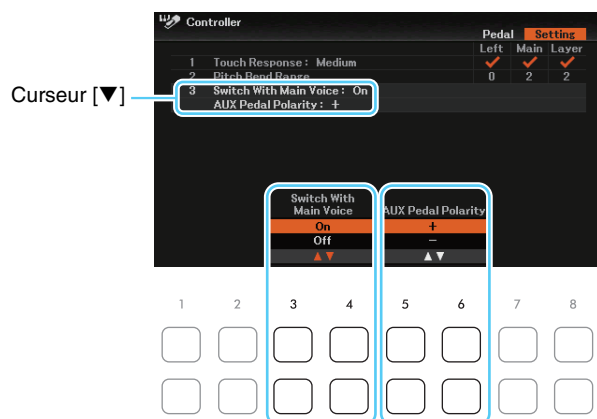 Controller
Pedal Setting
Left Main Layer
1 Touch Response : Medium
2 Pitch Bend Range 0 2 2
Curseur [▼]
3 Switch With Main Voice : On
AUX Pedal Polarity : +
Switch With
Main Voice
AUX Pedal Polarity
On +
Off −
▲ ▼ ▲ ▼
1 2 3 4 5 6 7 8